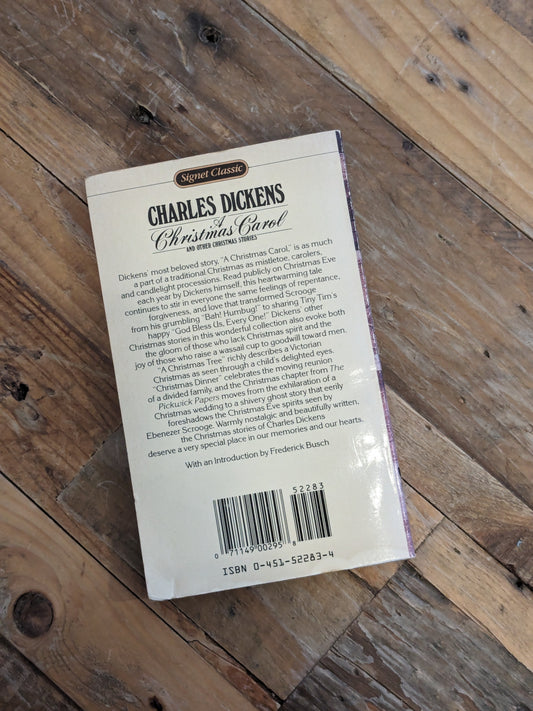 Signet Classic
CHARLES DICKENS
A
Christmas Carol
AND OTHER CHRISTMAS STORIES
Dickens' most beloved story, "A Christmas Carol," is as much
a part of a traditional Christmas as mistletoe, carolers,
and candlelight processions. Read publicly on Christmas Eve
each year by Dickens himself, this heartwarming tale
continues to stir in everyone the same feelings of repentance,
forgiveness, and love that transformed Scrooge
from his grumbling "Bah! Humbug!" to sharing Tiny Tim's
happy "God Bless Us, Every One!" Dickens' other
Christmas stories in this wonderful collection also evoke both
the gloom of those who lack Christmas spirit and the
joy of those who raise a wassail cup to goodwill toward men.
"A Christmas Tree" richly describes a Victorian
Christmas as seen through a child's delighted eyes.
"Christmas Dinner" celebrates the moving reunion
of a divided family, and the Christmas chapter from The
Pickwick Papers moves from the exhilaration of a
Christmas wedding to a shivery ghost story that eerily
foreshadows the Christmas Eve spirits seen by
Ebenezer Scrooge. Warmly nostalgic and beautifully written,
the Christmas stories of Charles Dickens
deserve a very special place in our memories and our hearts.
With an Introduction by Frederick Busch
52283
0 71149 00295 8
ISBN 0-451-52283-4